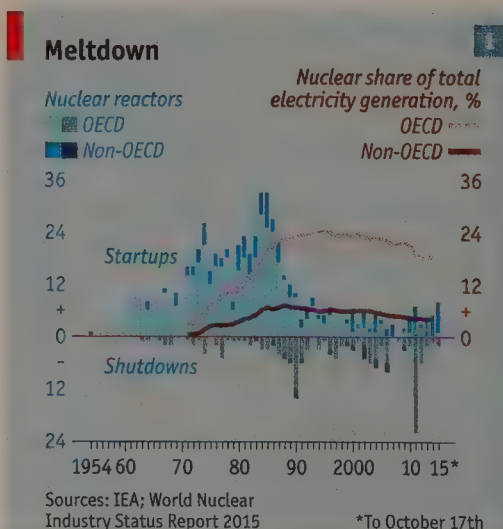 Meltdown
Nuclear reactors
OECD
Non-OECD
Nuclear share of total
electricity generation, %
OECD
Non-OECD
36
24
12
+
0
-
12
24
36
24
12
+
0
-
Startups
Shutdowns
1954 60 70 80 90 2000 10 15*
Sources: IEA; World Nuclear
Industry Status Report 2015
*To October 17th